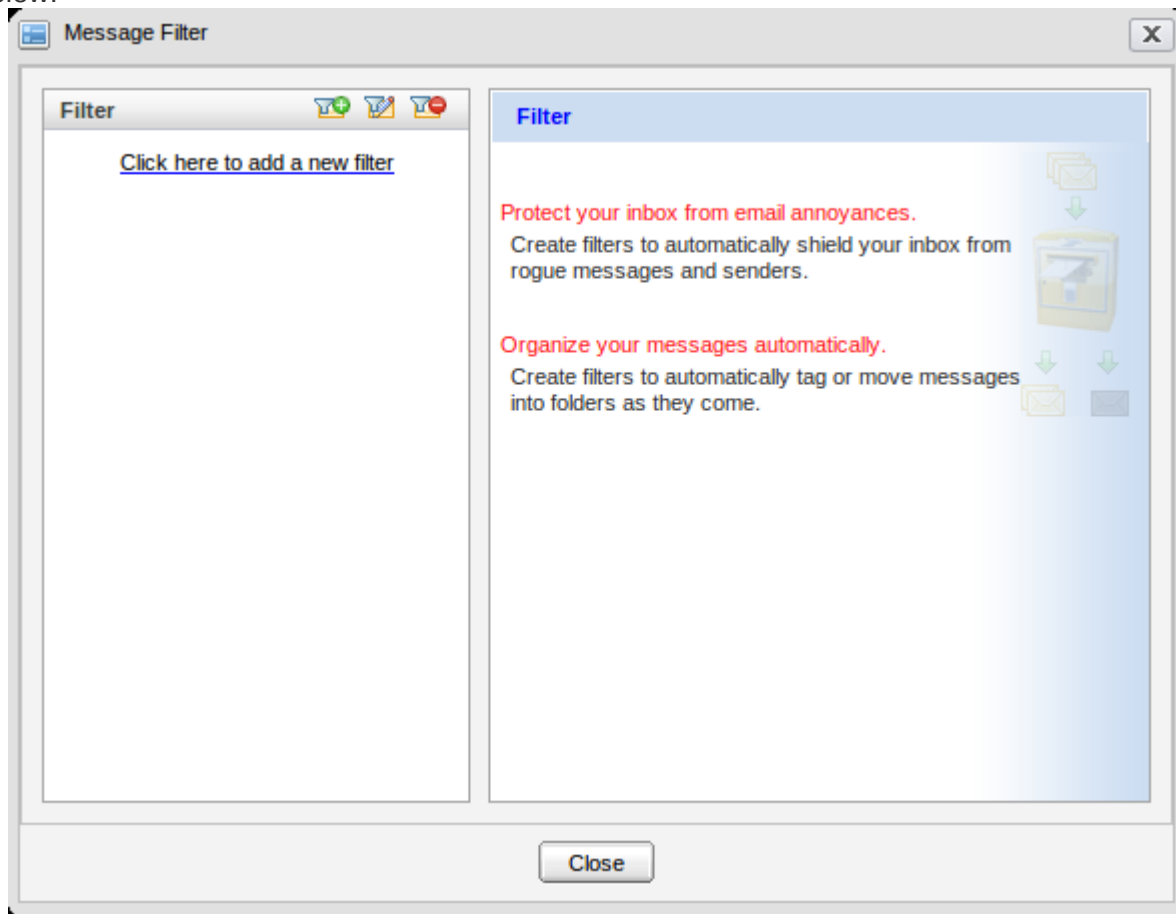 Message Filter
X
Filter
Click here to add a new filter
Filter
Protect your inbox from email annoyances.
Create filters to automatically shield your inbox from
rogue messages and senders.
Organize your messages automatically.
Create filters to automatically tag or move messages
into folders as they come.
Close